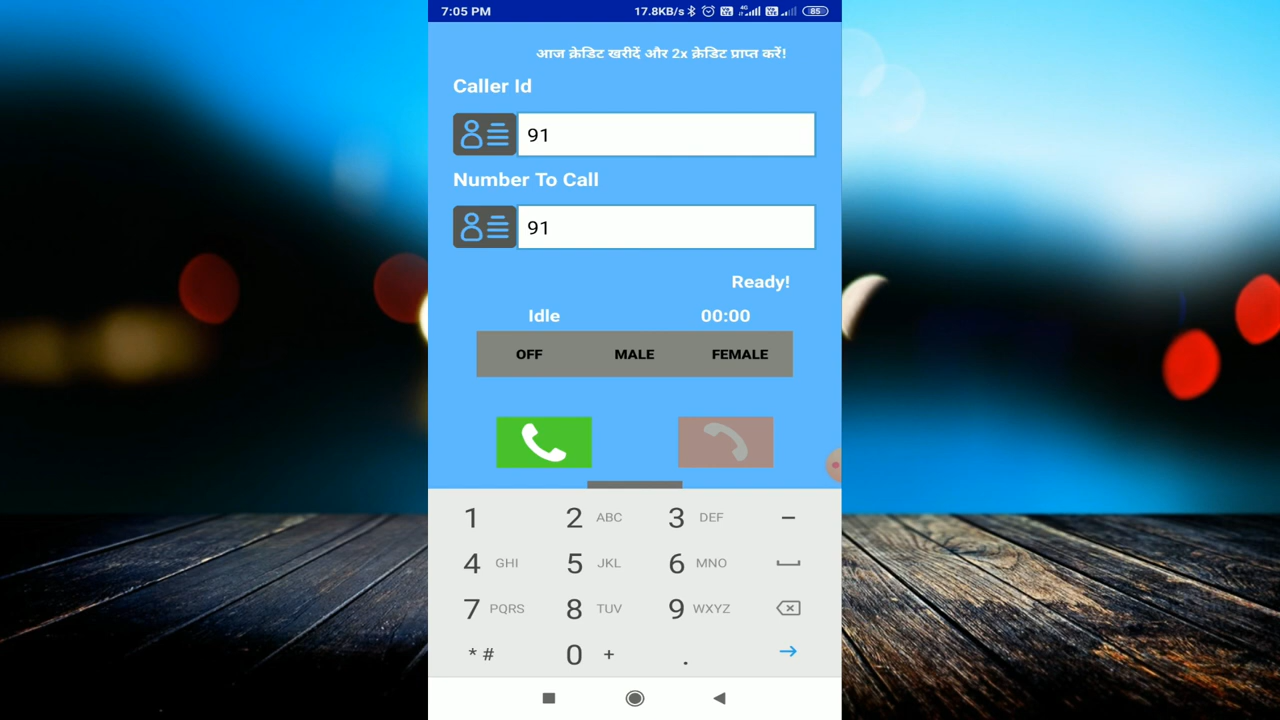 7:05 PM 17.8KB/s 4G 85
आज क्रेडिट खरीदें और 2x क्रेडिट प्राप्त करें!
Caller Id
91
Number To Call
91
Ready!
Idle 00:00
OFF MALE FEMALE
1 2 ABC 3 DEF -
4 GHI 5 JKL 6 MNO
7 PQRS 8 TUV 9 WXYZ
* # 0 + .